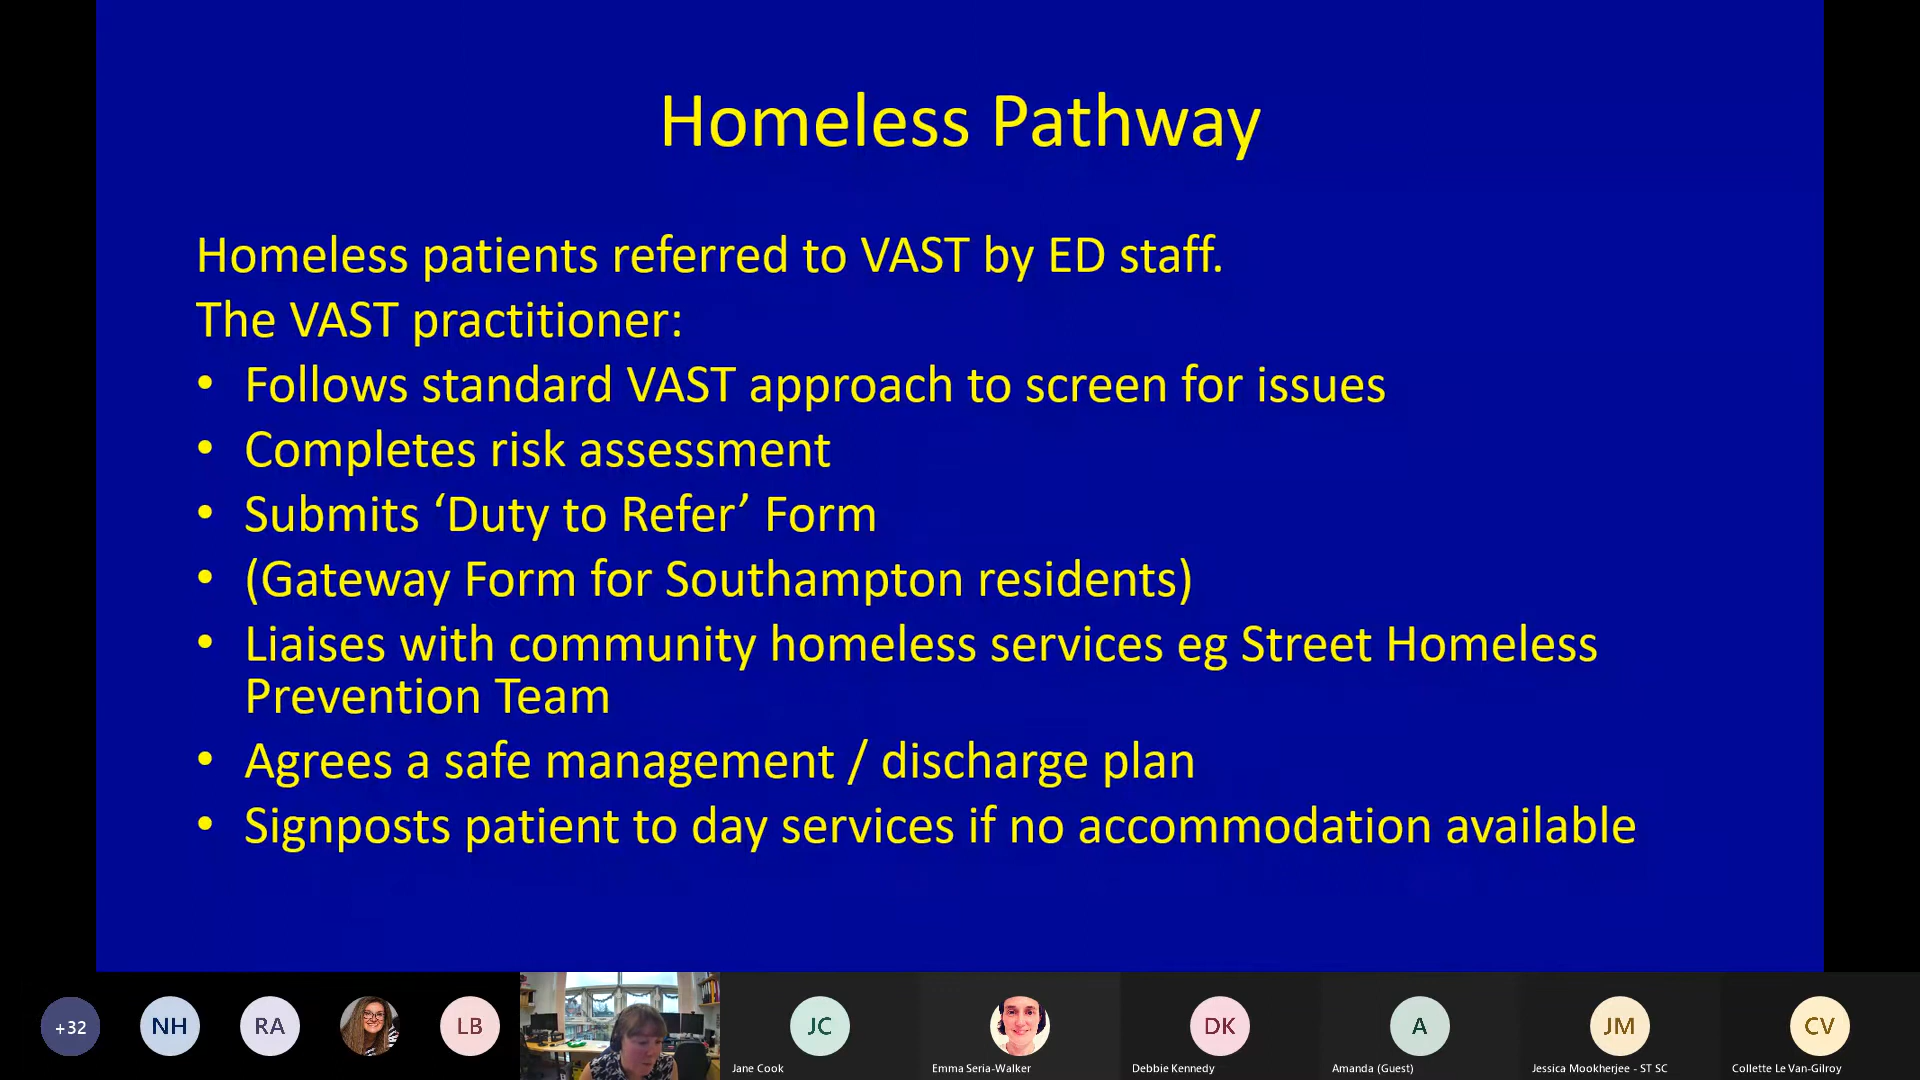 Homeless Pathway
Homeless patients referred to VAST by ED staff.
The VAST practitioner:
• Follows standard VAST approach to screen for issues
• Completes risk assessment
• Submits ‘Duty to Refer’ Form
• (Gateway Form for Southampton residents)
• Liaises with community homeless services eg Street Homeless
Prevention Team
• Agrees a safe management / discharge plan
• Signposts patient to day services if no accommodation available
+32
NH
RA
LB
JC
DK
A
JM
CV
Jane Cook
Emma Seria-Walker
Debbie Kennedy
Amanda (Guest)
Jessica Mookherjee - ST SC
Collette Le Van-Gilroy